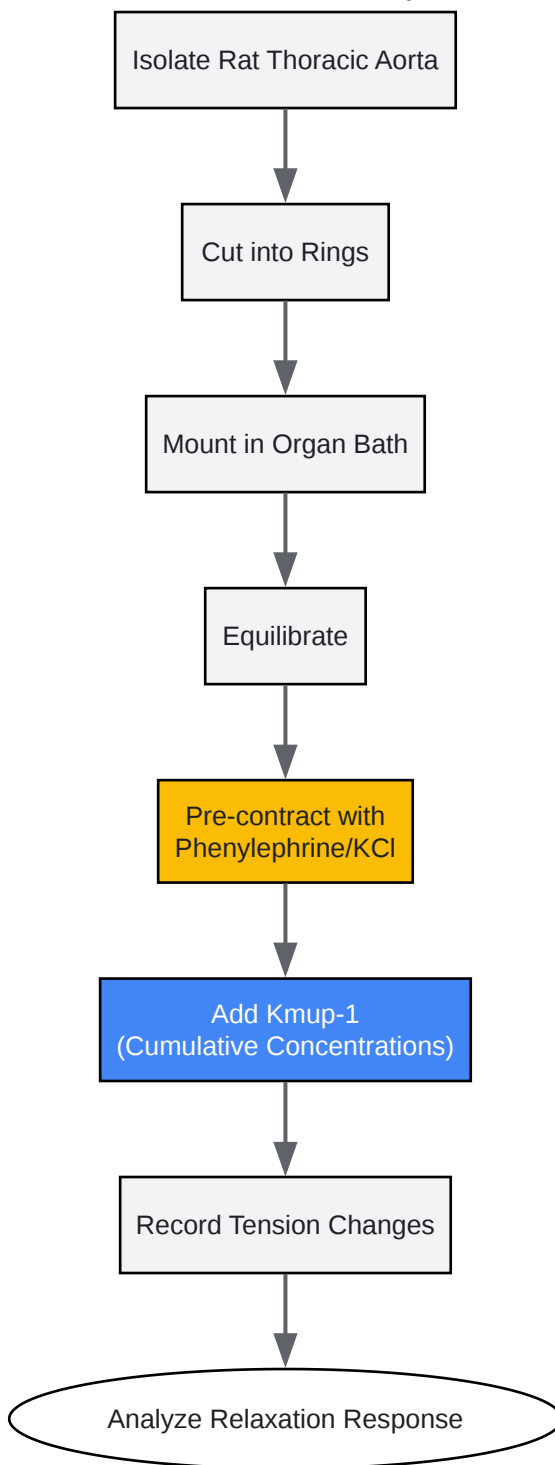 Isolate Rat Thoracic Aorta
Cut into Rings
Mount in Organ Bath
Equilibrate
Pre-contract with
Phenylephrine/KCl
Add Kmup-1
(Cumulative Concentrations)
Record Tension Changes
Analyze Relaxation Response